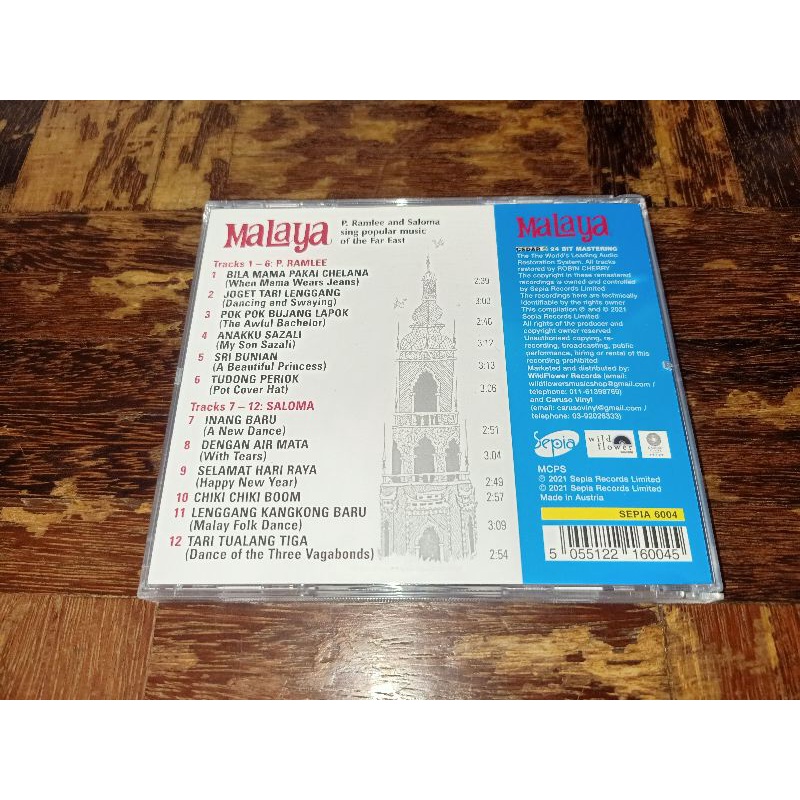 Malaya
P. Ramlee and Saloma
sing popular music
of the Far East
Tracks 1 – 6: P. RAMLEE
1 BILA MAMA PAKAI CHELANA
(When Mama Wears Jeans) 2:39
2 JOGET TARI LENGGANG
(Dancing and Swaying) 3:02
3 POK POK BUJANG LAPOK
(The Awful Bachelor) 2:46
4 ANAKKU SAZALI
(My Son Sazali) 3:12
5 SRI BUNIAN
(A Beautiful Princess) 3:13
6 TUDONG PERIOK
(Pot Cover Hat) 3:06
Tracks 7 – 12: SALOMA
7 INANG BARU
(A New Dance) 2:51
8 DENGAN AIR MATA
(With Tears) 3:04
9 SELAMAT HARI RAYA
(Happy New Year) 2:49
10 CHIKI CHIKI BOOM 2:57
11 LENGGANG KANGKONG BARU
(Malay Folk Dance) 3:09
12 TARI TUALANG TIGA
(Dance of the Three Vagabonds) 2:54
Malaya
CEDAR 24 BIT MASTERING
The The World's Leading Audio
Restoration System. All tracks
restored by ROBIN CHERRY
The copyright in these remastered
recordings is owned and controlled
by Sepia Records Limited
The recordings here are technically
identifiable by the rights owner
This compilation ℗ and © 2021
Sepia Records Limited
All rights of the producer and
copyright owner reserved.
Unauthorised copying, re-
recording, broadcasting, public
performance, hiring or rental of this
recording prohibited.
Marketed and distributed by:
WildFlower Records (email:
wildflowersmusicshop@gmail.com /
telephone: 011-61398769)
and Caruso Vinyl
(email: carusovinyl@gmail.com /
telephone: 03-92026333)
Sepia
wild flower
MCPS
℗ 2021 Sepia Records Limited
© 2021 Sepia Records Limited
Made in Austria
SEPIA 6004
5 055122 160045